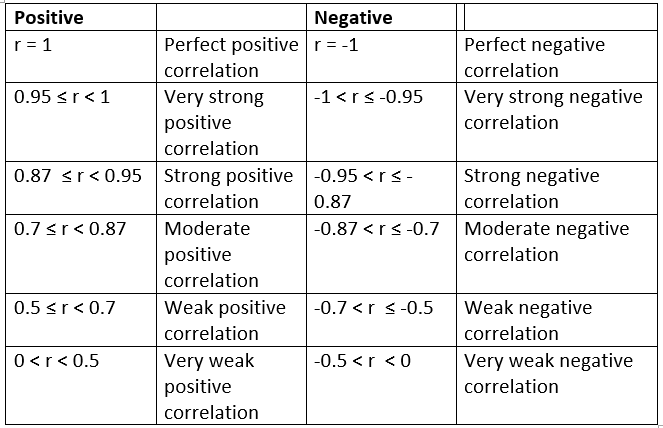 Positive
Negative
r = 1
Perfect positive
correlation
r = -1
Perfect negative
correlation
0.95 ≤ r < 1
Very strong
positive
correlation
-1 < r ≤ -0.95
Very strong negative
correlation
0.87 ≤ r < 0.95
Strong positive
correlation
-0.95 < r ≤ -
0.87
Strong negative
correlation
0.7 ≤ r < 0.87
Moderate
positive
correlation
-0.87 < r ≤ -0.7
Moderate negative
correlation
0.5 ≤ r < 0.7
Weak positive
correlation
-0.7 < r ≤ -0.5
Weak negative
correlation
0 < r < 0.5
Very weak
positive
correlation
-0.5 < r < 0
Very weak negative
correlation